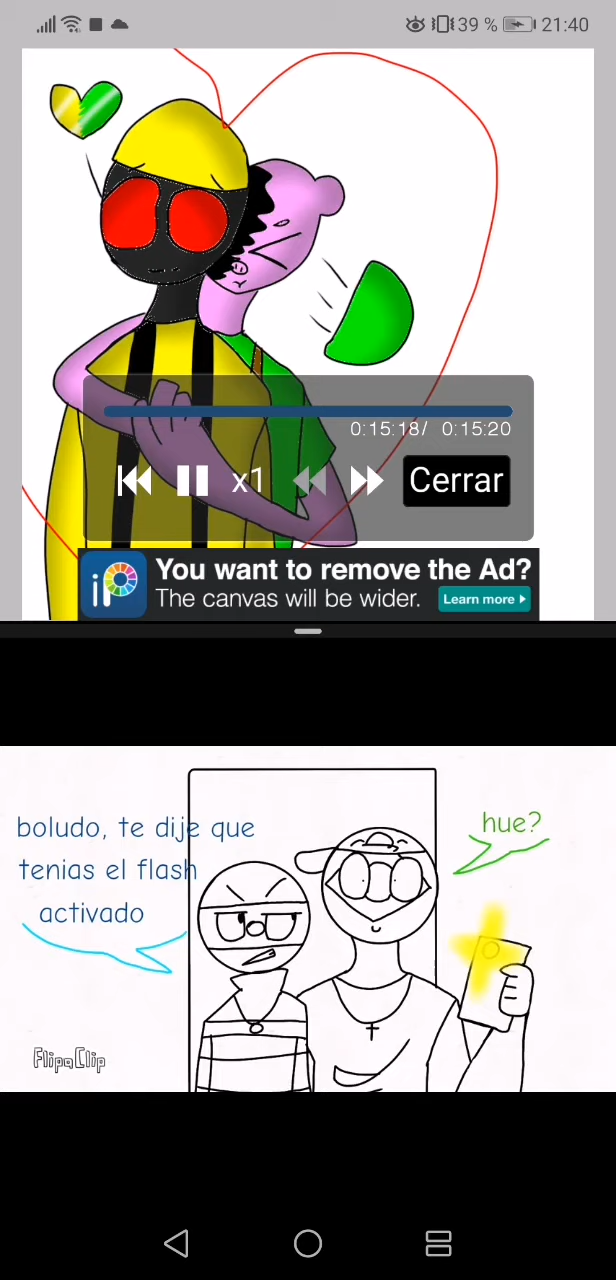 39 % 21:40
0:15:18/ 0:15:20
x1 Cerrar
iP
You want to remove the Ad?
The canvas will be wider. Learn more
boludo, te dije que
tenias el flash
activado
hue?
FlipaClip